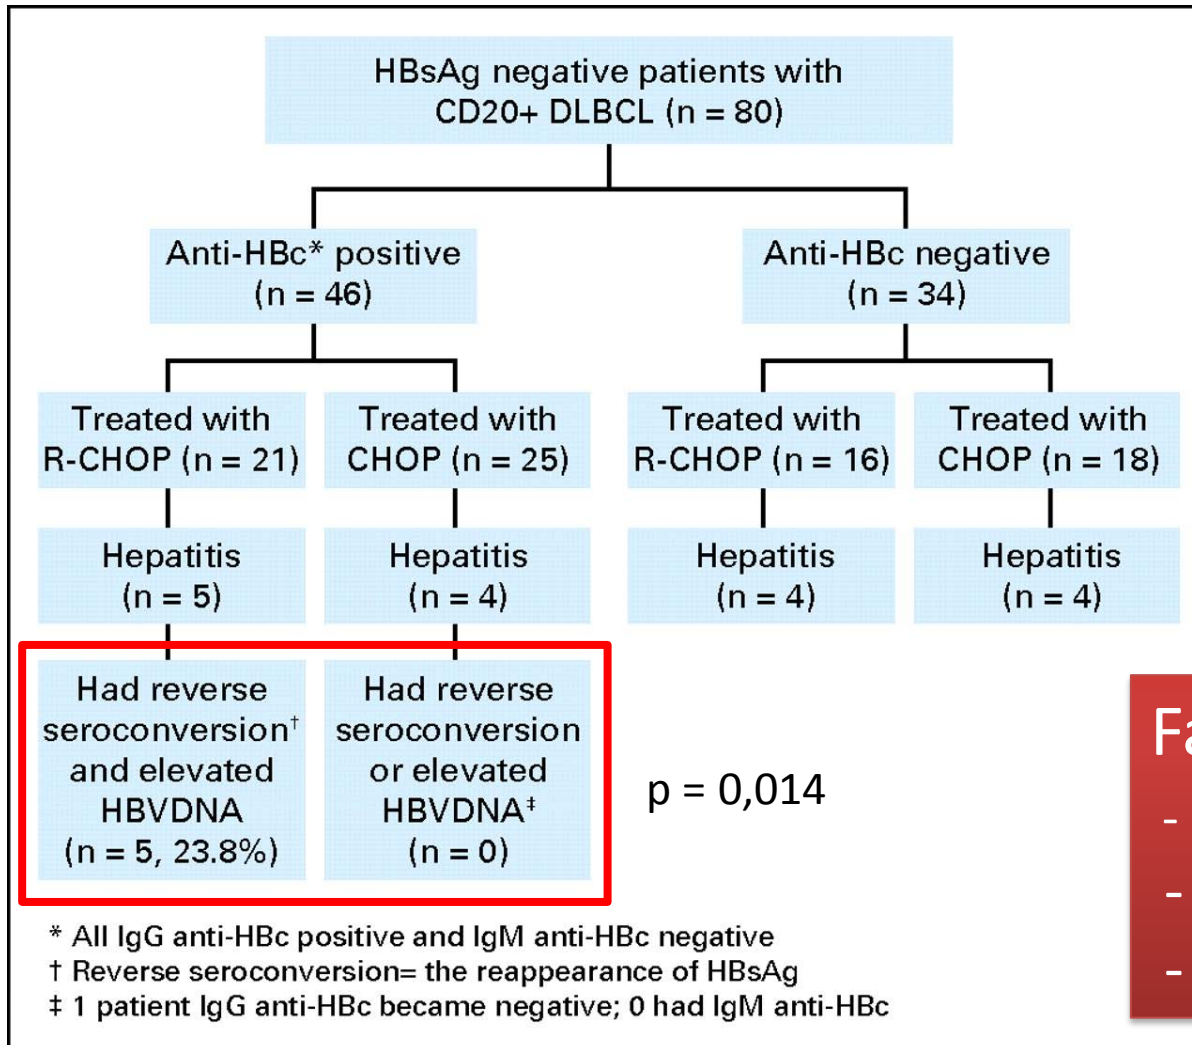 HBsAg negative patients with
CD20+ DLBCL (n = 80)
Anti-HBc* positive
(n = 46)
Anti-HBc negative
(n = 34)
Treated with
R-CHOP (n = 21)
Treated with
CHOP (n = 25)
Treated with
R-CHOP (n = 16)
Treated with
CHOP (n = 18)
Hepatitis
(n = 5)
Hepatitis
(n = 4)
Hepatitis
(n = 4)
Hepatitis
(n = 4)
Had reverse
seroconversion†
and elevated
HBVDNA
(n = 5, 23.8%)
Had reverse
seroconversion
or elevated
HBVDNA‡
(n = 0)
p = 0,014
Fa
-
-
-
* All IgG anti-HBc positive and IgM anti-HBc negative
† Reverse seroconversion= the reappearance of HBsAg
‡ 1 patient IgG anti-HBc became negative; 0 had IgM anti-HBc